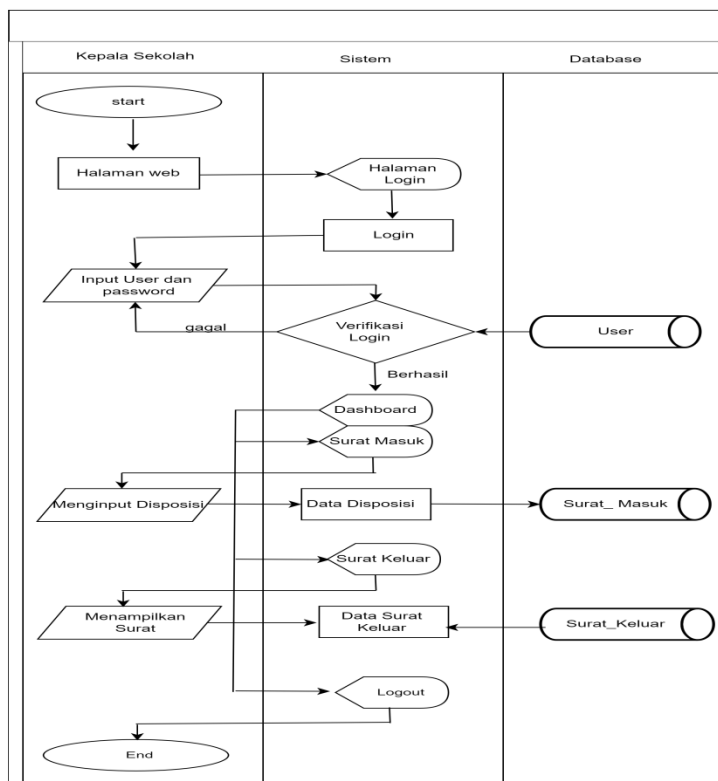 Kepala Sekolah
Sistem
Database
start
Halaman web
Halaman
Login
Login
Input User dan
password
gagal
Verifikasi
Login
User
Berhasil
Dashboard
Surat Masuk
Menginput Disposisi
Data Disposisi
Surat_ Masuk
Surat Keluar
Menampilkan
Surat
Data Surat
Keluar
Surat_Keluar
Logout
End